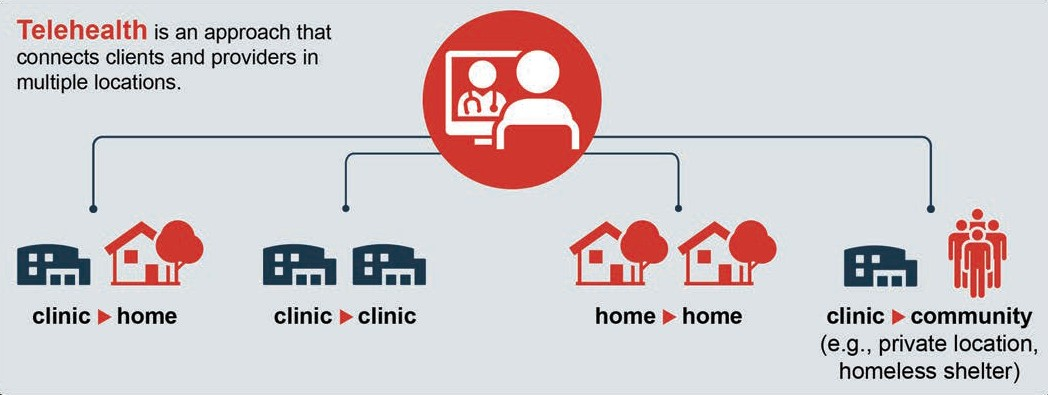 Telehealth is an approach that
connects clients and providers in
multiple locations.
clinic ▶ home
clinic ▶ clinic
home ▶ home
clinic ▶ community
(e.g., private location,
homeless shelter)